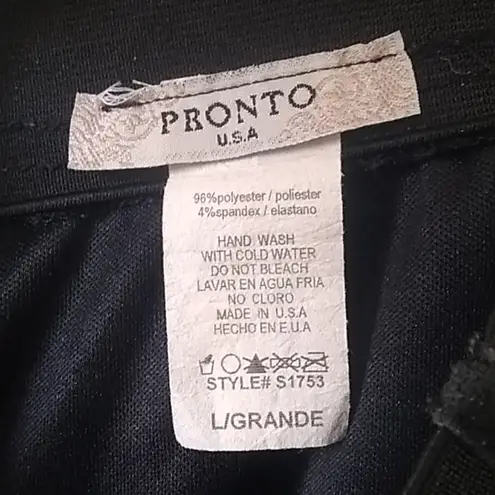 PRONTO
U.S.A
96%polyester / poliester
4%spandex / elastano
HAND WASH
WITH COLD WATER
DO NOT BLEACH
LAVAR EN AGUA FRIA
NO CLORO
MADE IN U.S.A
HECHO EN E.U.A
STYLE# S1753
L/GRANDE